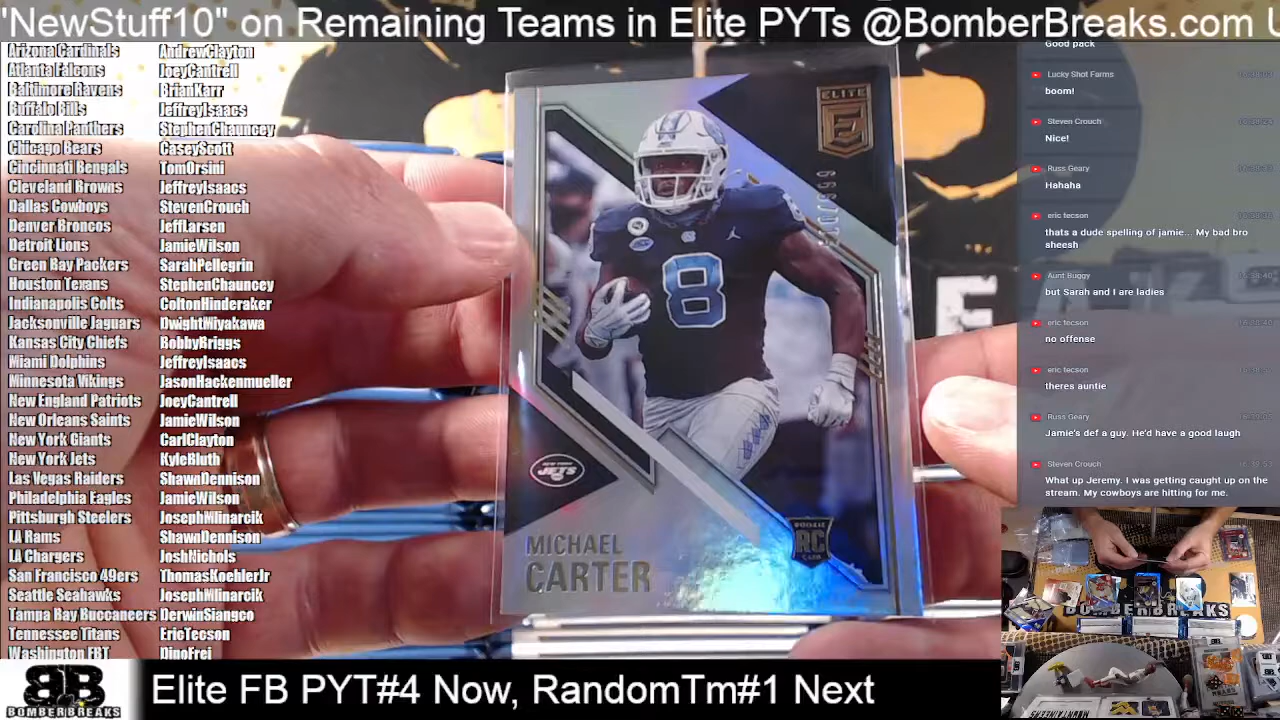 'NewStuff10" on Remaining Teams in Elite PYTs @BomberBreaks.com U
Arizona Cardinals AndrewClayton
Atlanta Falcons JoeyCantrell
Baltimore Ravens BrianKarr
Buffalo Bills JeffreyIsaacs
Carolina Panthers StephenChauncey
Chicago Bears CaseyScott
Cincinnati Bengals TomOrsini
Cleveland Browns JeffreyIsaacs
Dallas Cowboys StevenCrouch
Denver Broncos JeffLarsen
Detroit Lions JamieWilson
Green Bay Packers SarahPellegrin
Houston Texans StephenChauncey
Indianapolis Colts ColtonHinderaker
Jacksonville Jaguars DwightMiyakawa
Kansas City Chiefs RobbyBriggs
Miami Dolphins JeffreyIsaacs
Minnesota Vikings JasonHackenmueller
New England Patriots JoeyCantrell
New Orleans Saints JamieWilson
New York Giants CarlClayton
New York Jets KyleBluth
Las Vegas Raiders ShawnDennison
Philadelphia Eagles JamieWilson
Pittsburgh Steelers JosephMlinarcik
LA Rams ShawnDennison
LA Chargers JoshNichols
San Francisco 49ers ThomasKoehlerJr
Seattle Seahawks JosephMlinarcik
Tampa Bay Buccaneers DerwinSiangco
Tennessee Titans EricTecson
Washington FBT DinoFrei
ELITE
E
8
8
NEW YORK
JETS
ROOKIE
RC
MICHAEL
CARTER
Good pack
Lucky Shot Farms
boom!
Steven Crouch
Nice!
Russ Geary
Hahaha
eric tecson
thats a dude spelling of jamie... My bad bro
sheesh
Aunt Buggy
but Sarah and I are ladies
eric tecson
no offense
eric tecson
theres auntie
Russ Geary
Jamie's def a guy. He'd have a good laugh
Steven Crouch
What up Jeremy. I was getting caught up on the
stream. My cowboys are hitting for me.
BOMBERBREAKS
BB
BOMBERBREAKS
Elite FB PYT#4 Now, RandomTm#1 Next